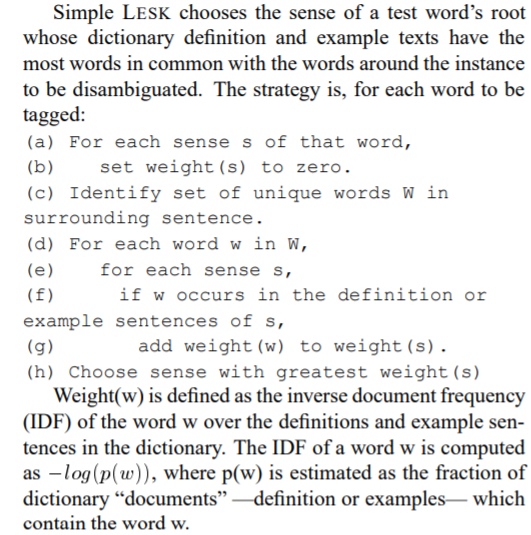 Simple LESK chooses the sense of a test word's root
whose dictionary definition and example texts have the
most words in common with the words around the instance
to be disambiguated. The strategy is, for each word to be
tagged:
(a) For each sense s of that word,
(b) set weight(s) to zero.
(c) Identify set of unique words W in
surrounding sentence.
(d) For each word w in W,
(e) for each sense s,
(f) if w occurs in the definition or
example sentences of s,
(g) add weight(w) to weight(s).
(h) Choose sense with greatest weight(s)
Weight(w) is defined as the inverse document frequency
(IDF) of the word w over the definitions and example sen-
tences in the dictionary. The IDF of a word w is computed
as −log(p(w)), where p(w) is estimated as the fraction of
dictionary “documents” —definition or examples— which
contain the word w.